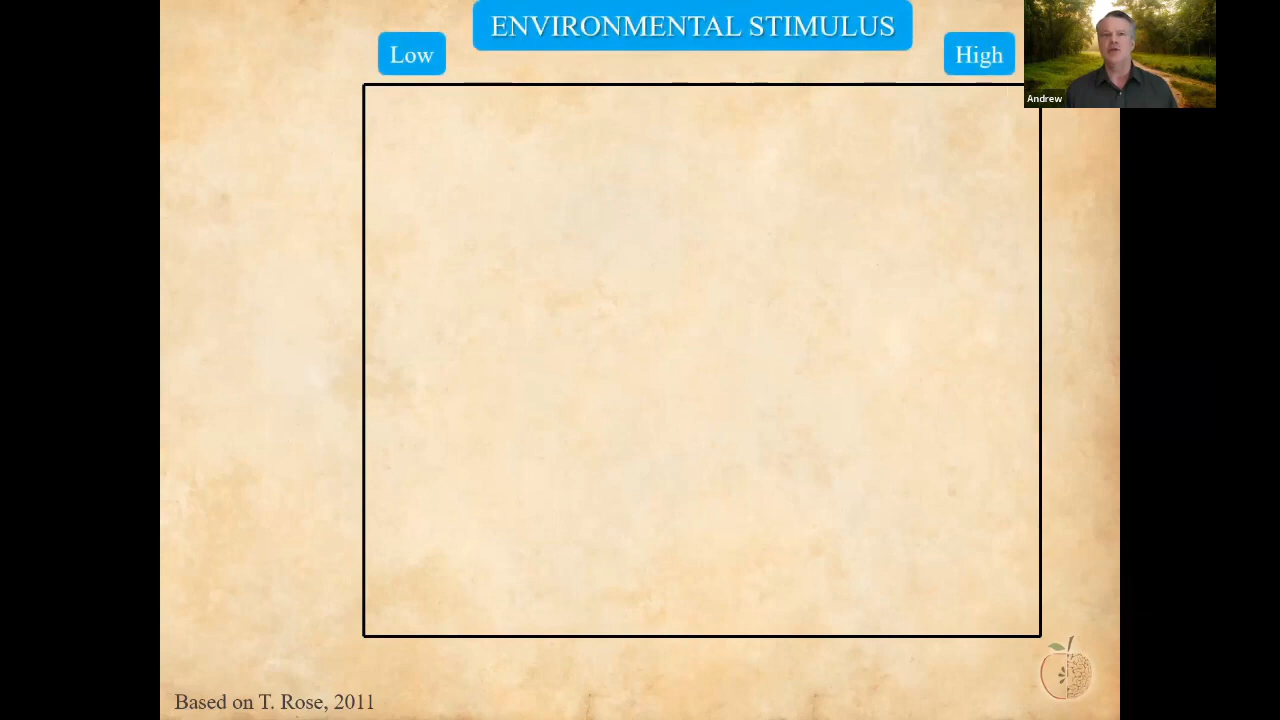 ENVIRONMENTAL STIMULUS
Low
High
Andrew
Based on T. Rose, 2011